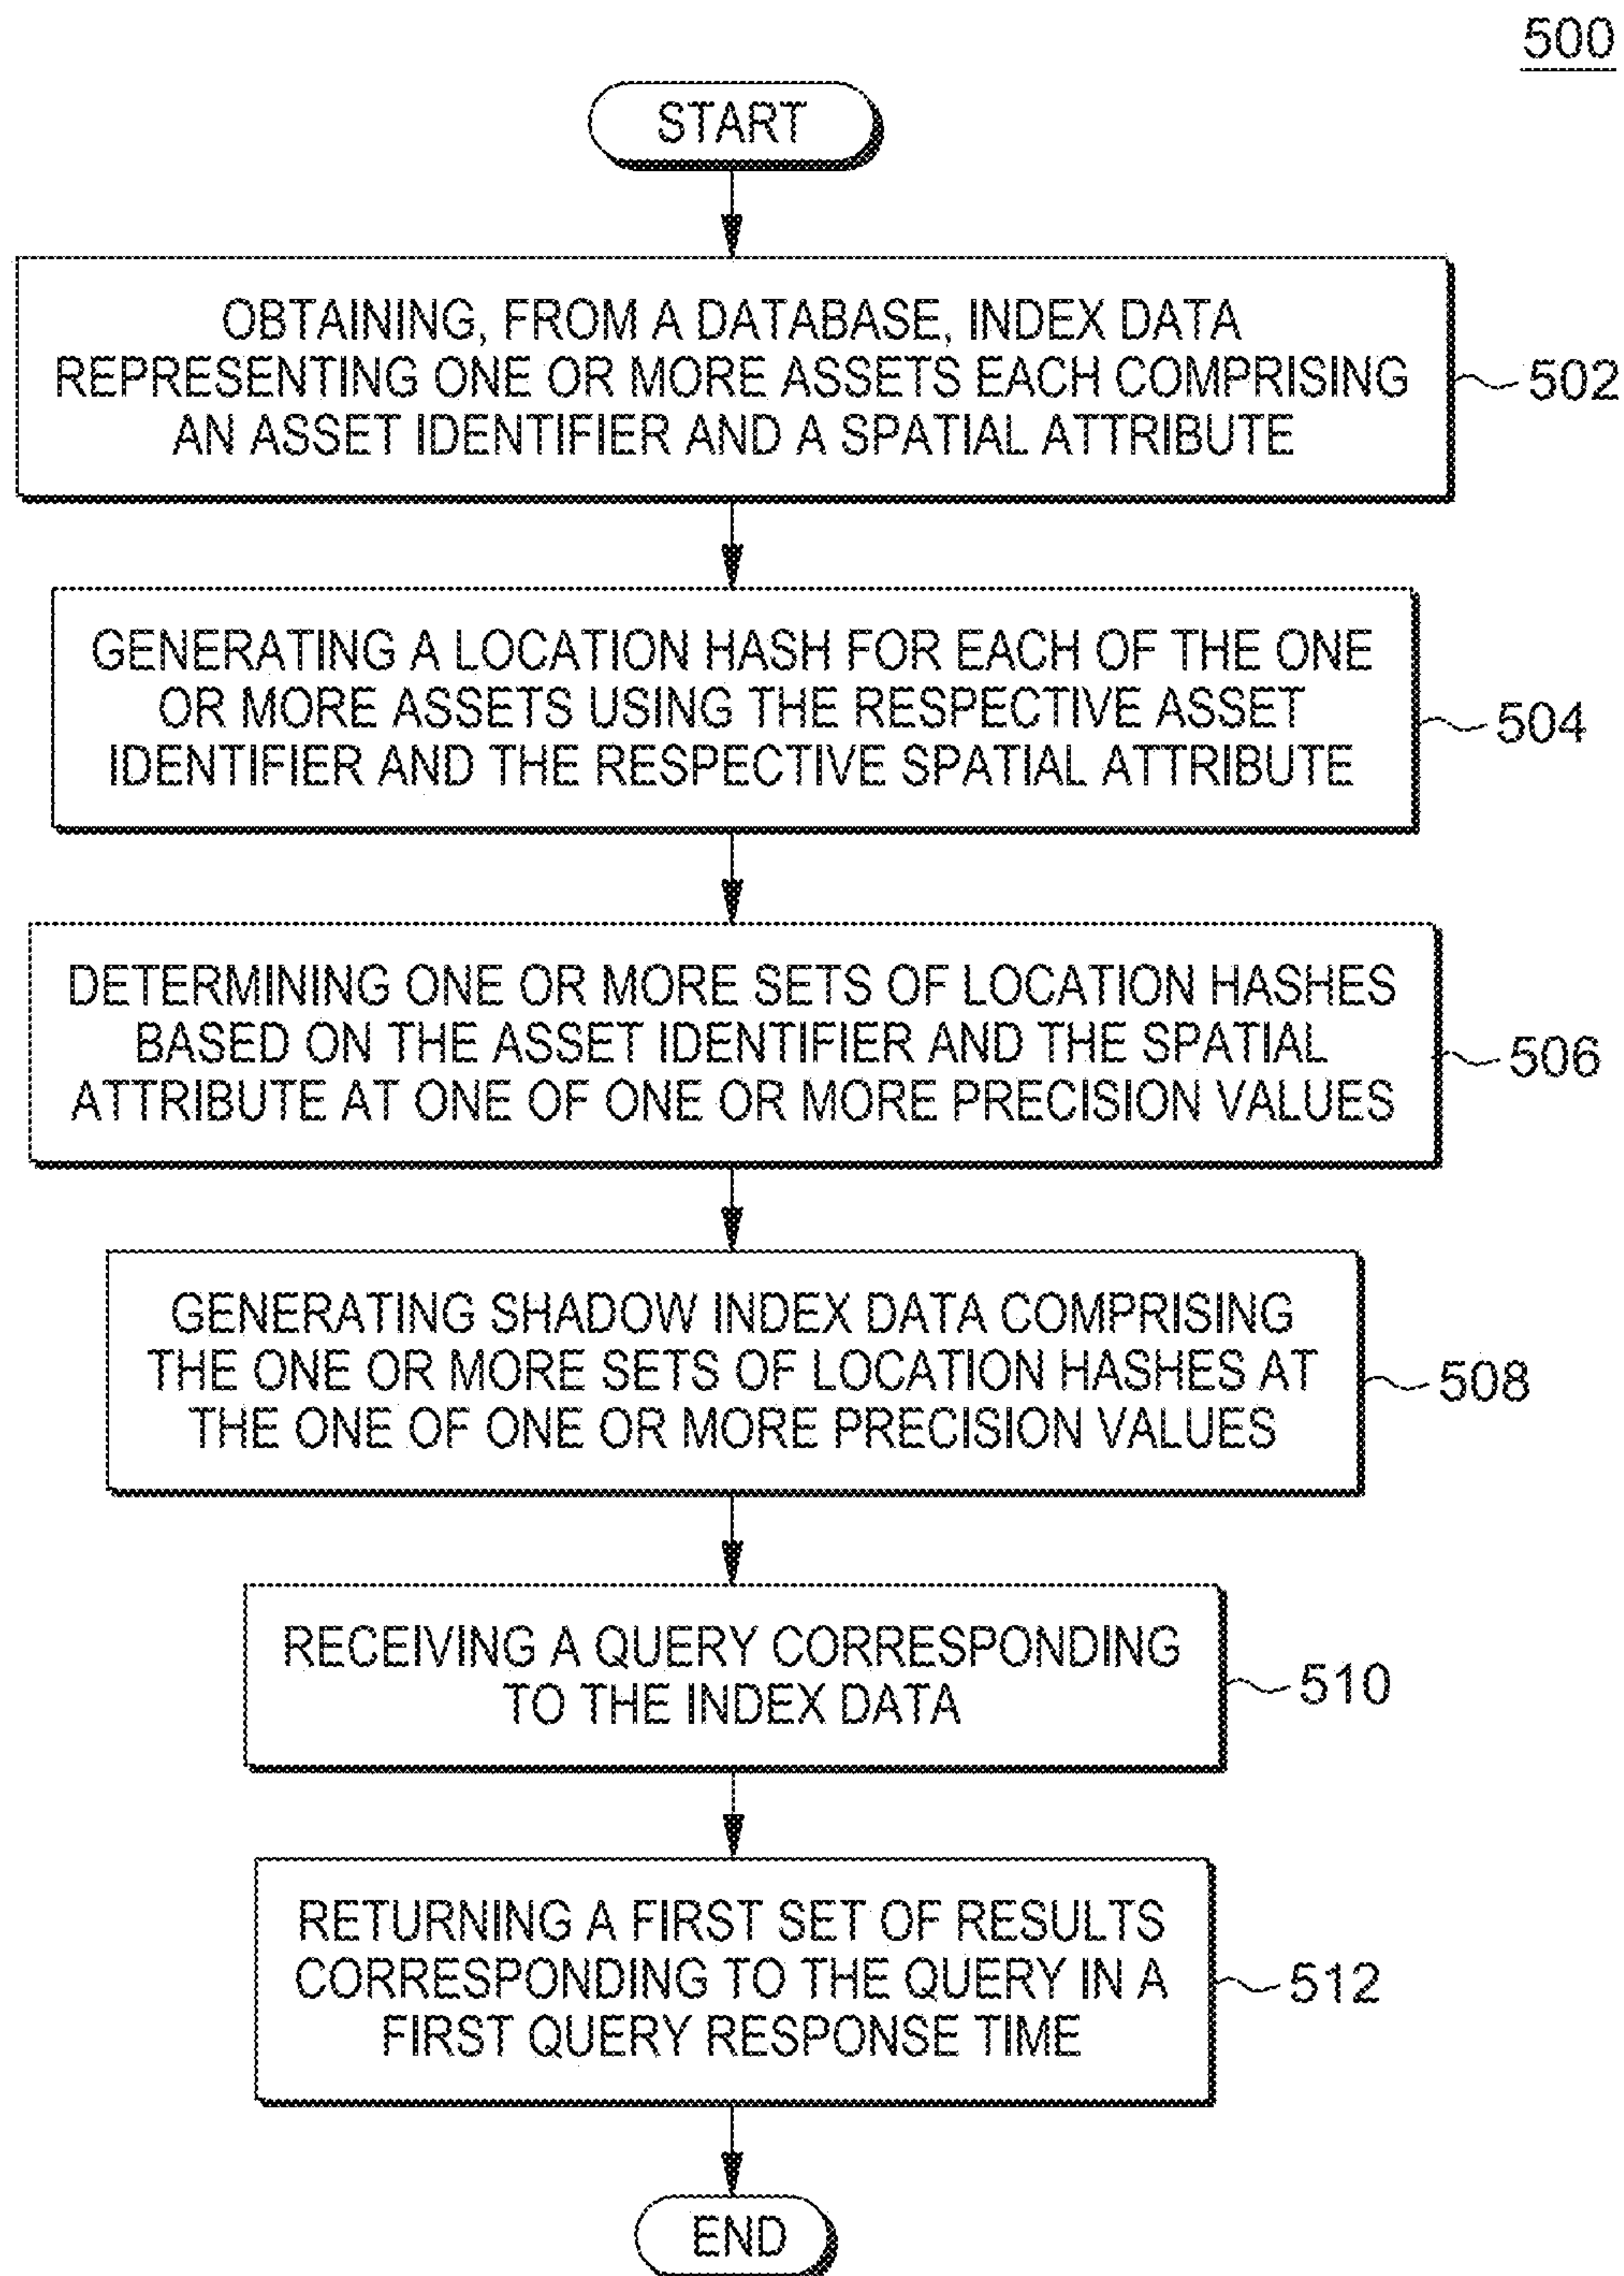 500
START
OBTAINING, FROM A DATABASE, INDEX DATA
REPRESENTING ONE OR MORE ASSETS EACH COMPRISING
AN ASSET IDENTIFIER AND A SPATIAL ATTRIBUTE
502
GENERATING A LOCATION HASH FOR EACH OF THE ONE
OR MORE ASSETS USING THE RESPECTIVE ASSET
IDENTIFIER AND THE RESPECTIVE SPATIAL ATTRIBUTE
504
DETERMINING ONE OR MORE SETS OF LOCATION HASHES
BASED ON THE ASSET IDENTIFIER AND THE SPATIAL
ATTRIBUTE AT ONE OF ONE OR MORE PRECISION VALUES
506
GENERATING SHADOW INDEX DATA COMPRISING
THE ONE OR MORE SETS OF LOCATION HASHES AT
THE ONE OF ONE OR MORE PRECISION VALUES
508
RECEIVING A QUERY CORRESPONDING
TO THE INDEX DATA
510
RETURNING A FIRST SET OF RESULTS
CORRESPONDING TO THE QUERY IN A
FIRST QUERY RESPONSE TIME
512
END